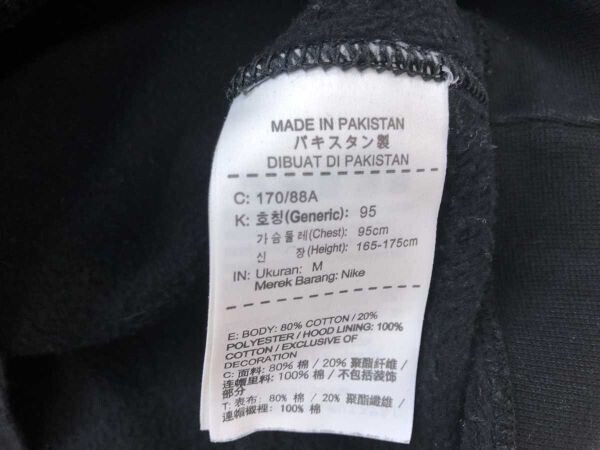 MADE IN PAKISTAN
パキスタン製
DIBUAT DI PAKISTAN
C: 170/88A
K: 호칭(Generic): 95
가슴둘레(Chest): 95cm
신 장(Height): 165-175cm
IN: Ukuran: M
Merek Barang: Nike
E: BODY: 80% COTTON / 20%
POLYESTER / HOOD LINING: 100%
COTTON / EXCLUSIVE OF
DECORATION
C: 面料: 80% 棉 / 20% 聚酯纤维 /
连帽里料: 100% 棉 / 不包括装饰
部分
T: 表布: 80% 棉 / 20% 聚酯纖維 /
連帽襯裡: 100% 棉